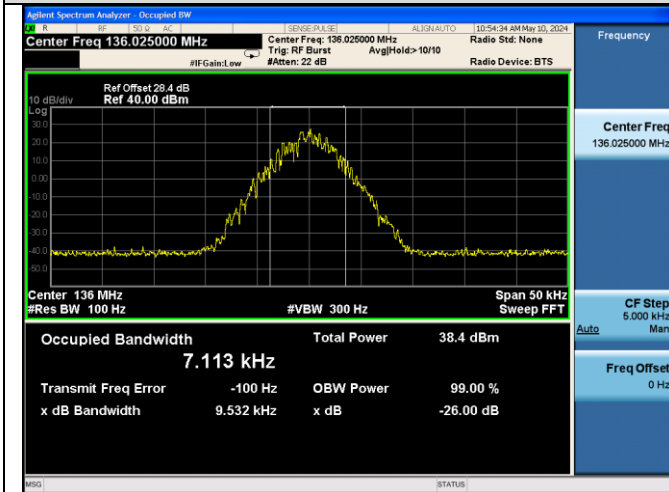 Agilent Spectrum Analyzer - Occupied BW
R RF 50 Ω AC SENSE:PULSE ALIGNAUTO 10:54:34 AM May 10, 2024
Center Freq 136.025000 MHz
Center Freq: 136.025000 MHz
Radio Std: None
Trig: RF Burst Avg|Hold:>10/10
#IFGain:Low #Atten: 22 dB Radio Device: BTS
Ref Offset 28.4 dB
10 dB/div Ref 40.00 dBm
Log
30.0
20.0
10.0
0.00
-10.0
-20.0
-30.0
-40.0
-50.0
Center 136 MHz Span 50 kHz
#Res BW 100 Hz #VBW 300 Hz Sweep FFT
Occupied Bandwidth Total Power 38.4 dBm
7.113 kHz
Transmit Freq Error -100 Hz OBW Power 99.00 %
x dB Bandwidth 9.532 kHz x dB -26.00 dB
MSG STATUS
Frequency
Center Freq
136.025000 MHz
CF Step
5.000 kHz
Auto Man
Freq Offset
0 Hz